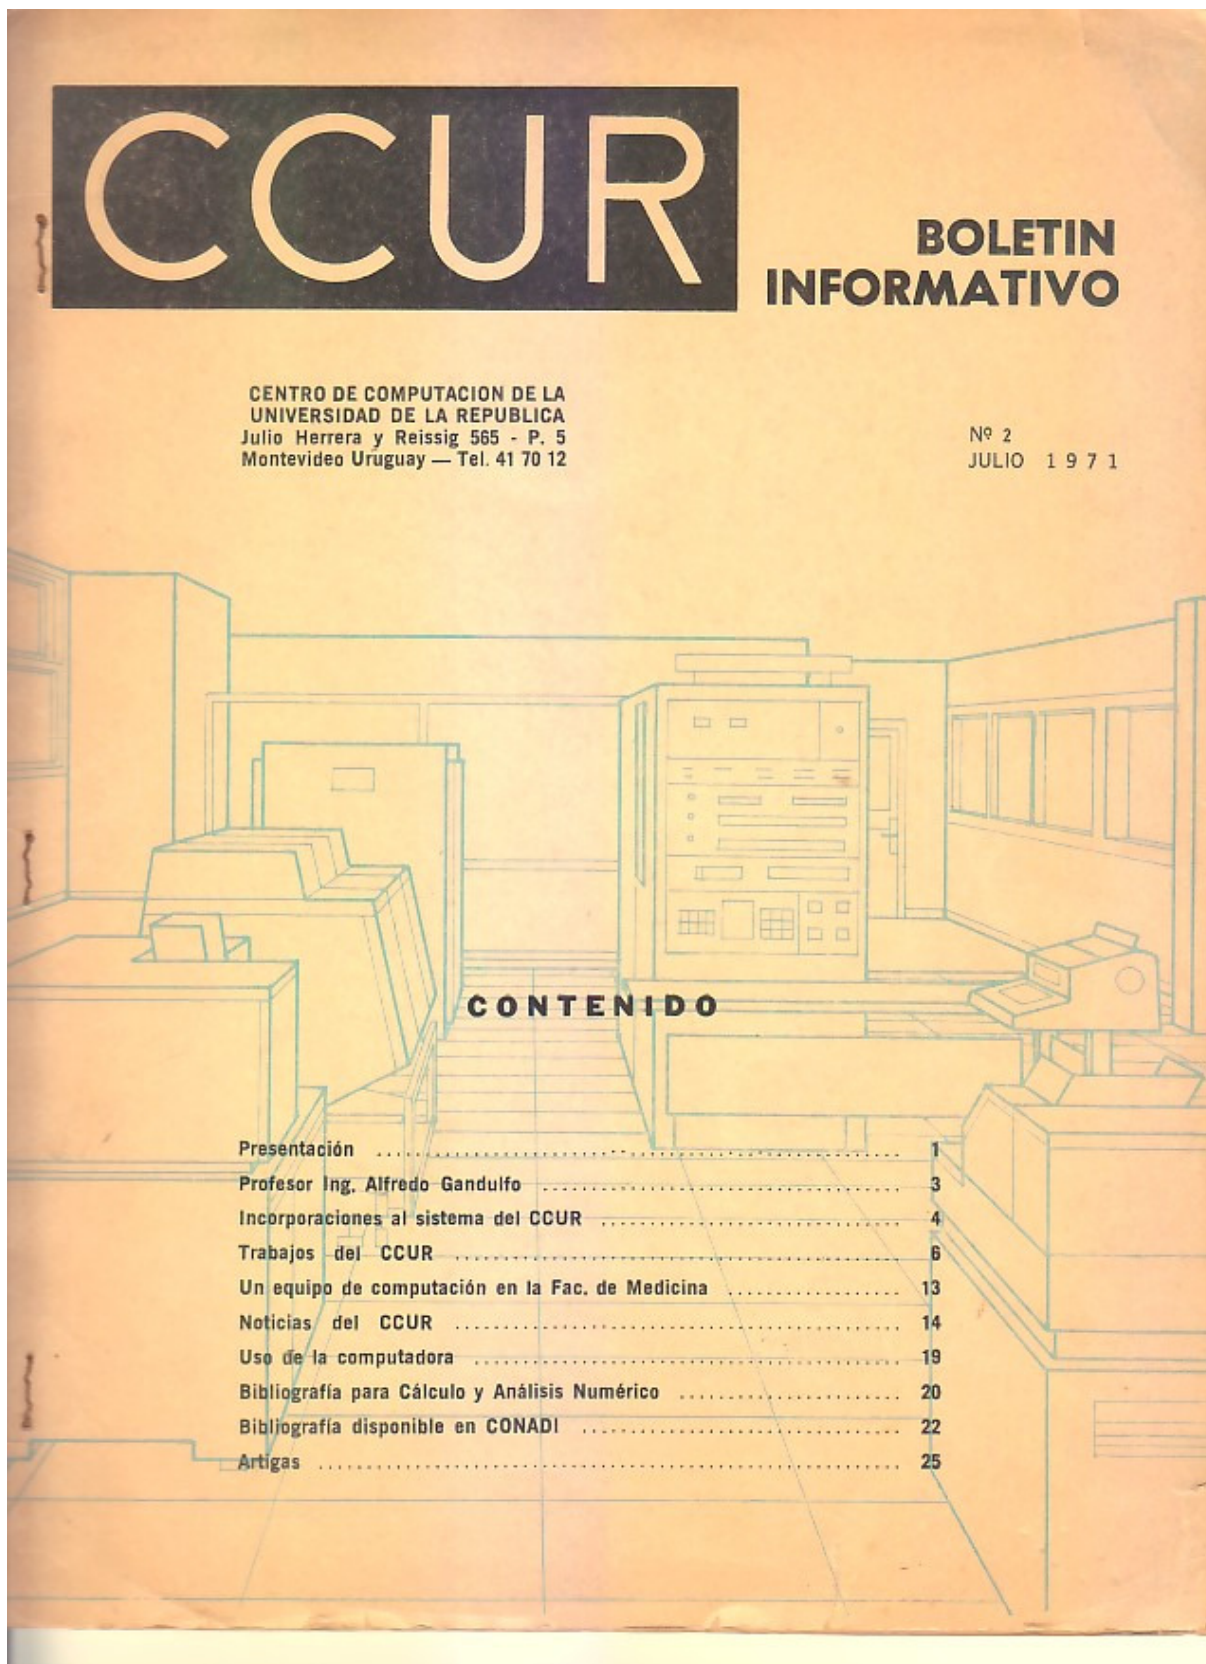 CCUR
BOLETIN
INFORMATIVO
CENTRO DE COMPUTACION DE LA
UNIVERSIDAD DE LA REPUBLICA
Julio Herrera y Reissig 565 - P. 5
Montevideo Uruguay — Tel. 41 70 12
Nº 2
JULIO 1971
CONTENIDO
Presentación .......... 1
Profesor Ing. Alfredo Gandulfo .......... 3
Incorporaciones al sistema del CCUR .......... 4
Trabajos del CCUR .......... 6
Un equipo de computación en la Fac. de Medicina .......... 13
Noticias del CCUR .......... 14
Uso de la computadora .......... 19
Bibliografía para Cálculo y Análisis Numérico .......... 20
Bibliografía disponible en CONADI .......... 22
Artigas .......... 25